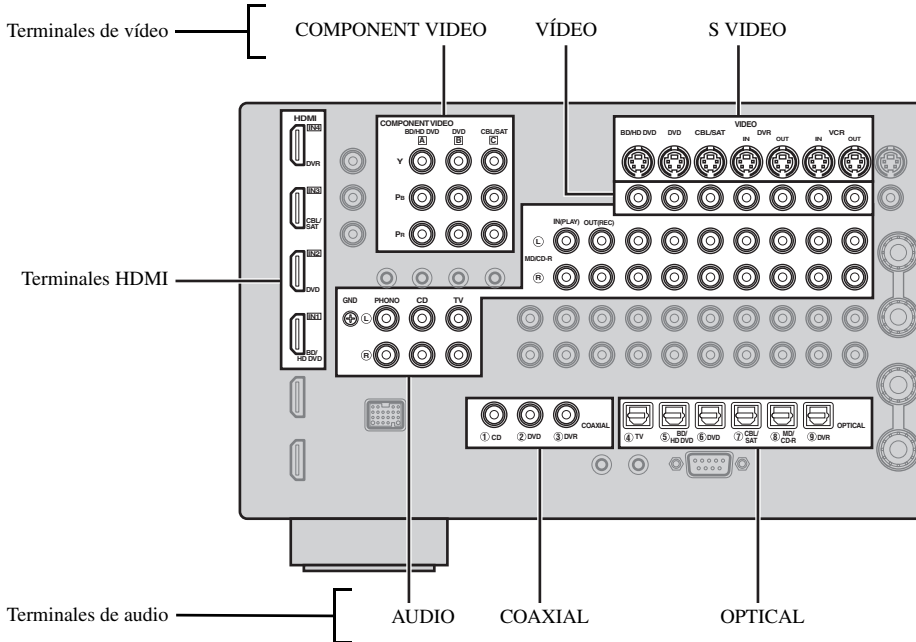 Terminales de vídeo
COMPONENT VIDEO
VÍDEO
S VIDEO
HDMI
IN4
DVR
IN3
CBL/
SAT
IN2
DVD
IN1
BD/
HD DVD
COMPONENT VIDEO
BD/HD DVD DVD CBL/SAT
A B C
Y
PB
PR
VIDEO
BD/HD DVD DVD CBL/SAT DVR VCR
IN OUT IN OUT
IN(PLAY) OUT(REC)
L
MD/CD-R
R
Terminales HDMI
GND PHONO CD TV
L
R
COAXIAL
① CD ② DVD ③ DVR
OPTICAL
④ TV ⑤ BD/
HD DVD ⑥ DVD ⑦ CBL/
SAT ⑧ MD/
CD-R ⑨ DVR
Terminales de audio
AUDIO
COAXIAL
OPTICAL